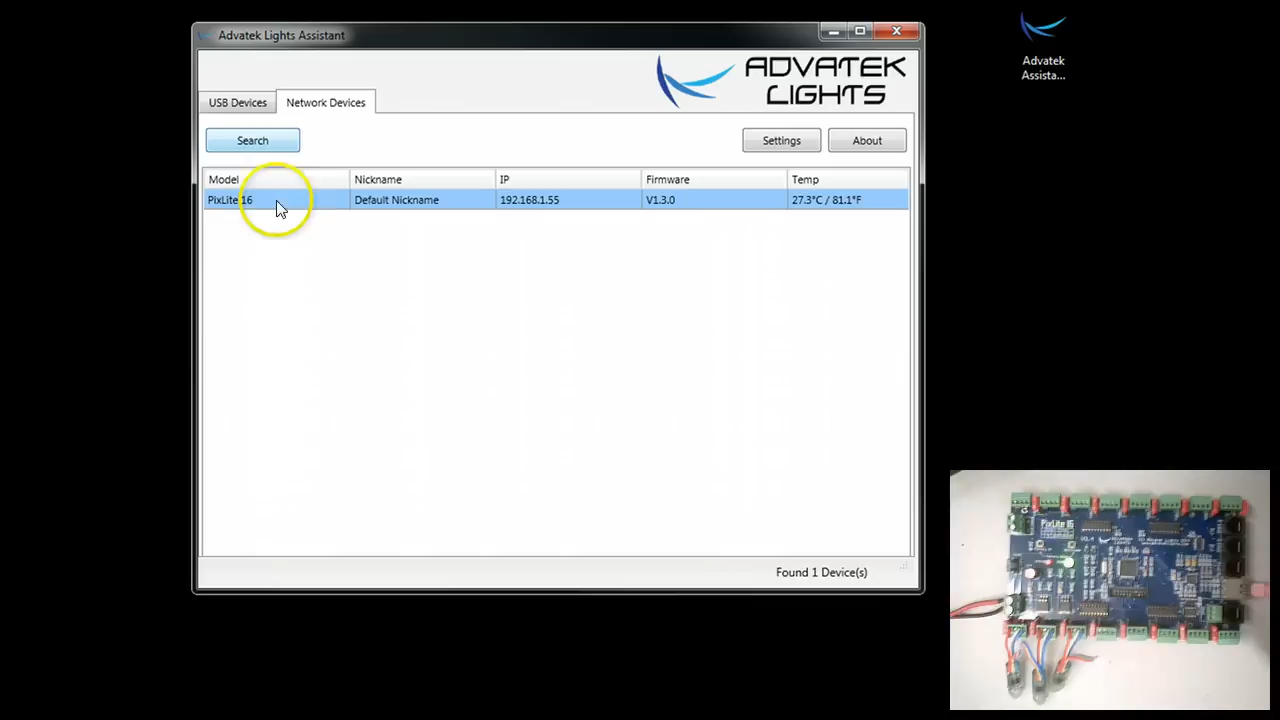 Advatek Lights Assistant
ADVATEK
LIGHTS
USB Devices
Network Devices
Search
Settings
About
Model
Nickname
IP
Firmware
Temp
PixLite 16
Default Nickname
192.168.1.55
V1.3.0
27.3°C / 81.1°F
Found 1 Device(s)
Advatek
Assista...
PixLite 16